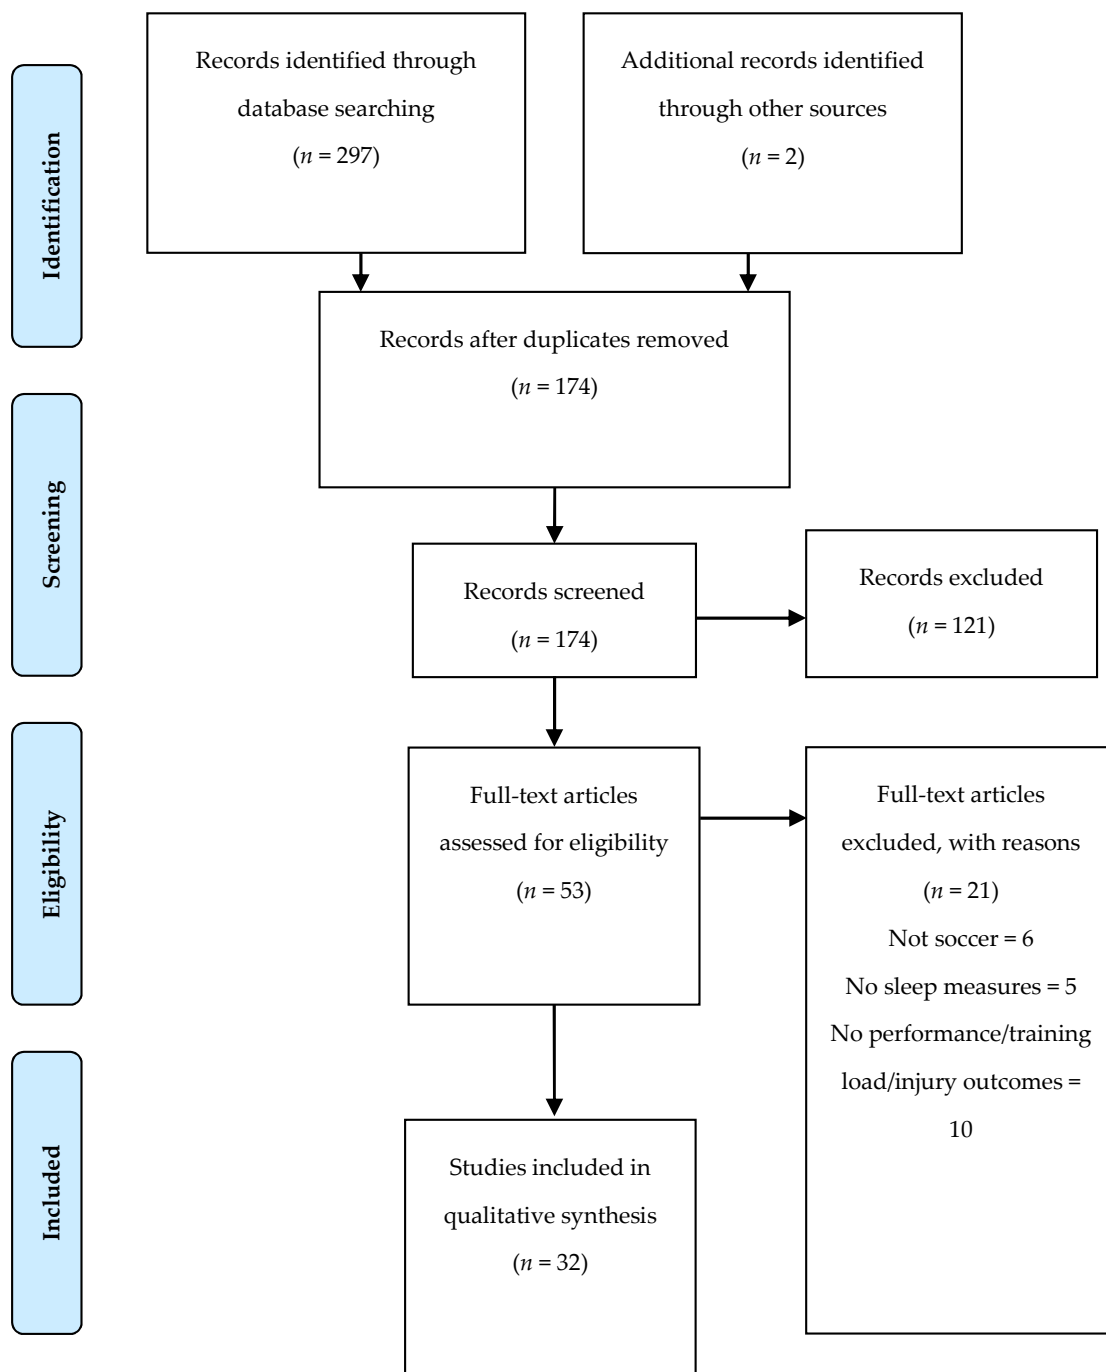 Identification
Records identified through
database searching
(n = 297)
Additional records identified
through other sources
(n = 2)
Records after duplicates removed
(n = 174)
Screening
Records screened
(n = 174)
Records excluded
(n = 121)
Eligibility
Full-text articles
assessed for eligibility
(n = 53)
Full-text articles
excluded, with reasons
(n = 21)
Not soccer = 6
No sleep measures = 5
No performance/training
load/injury outcomes =
10
Included
Studies included in
qualitative synthesis
(n = 32)